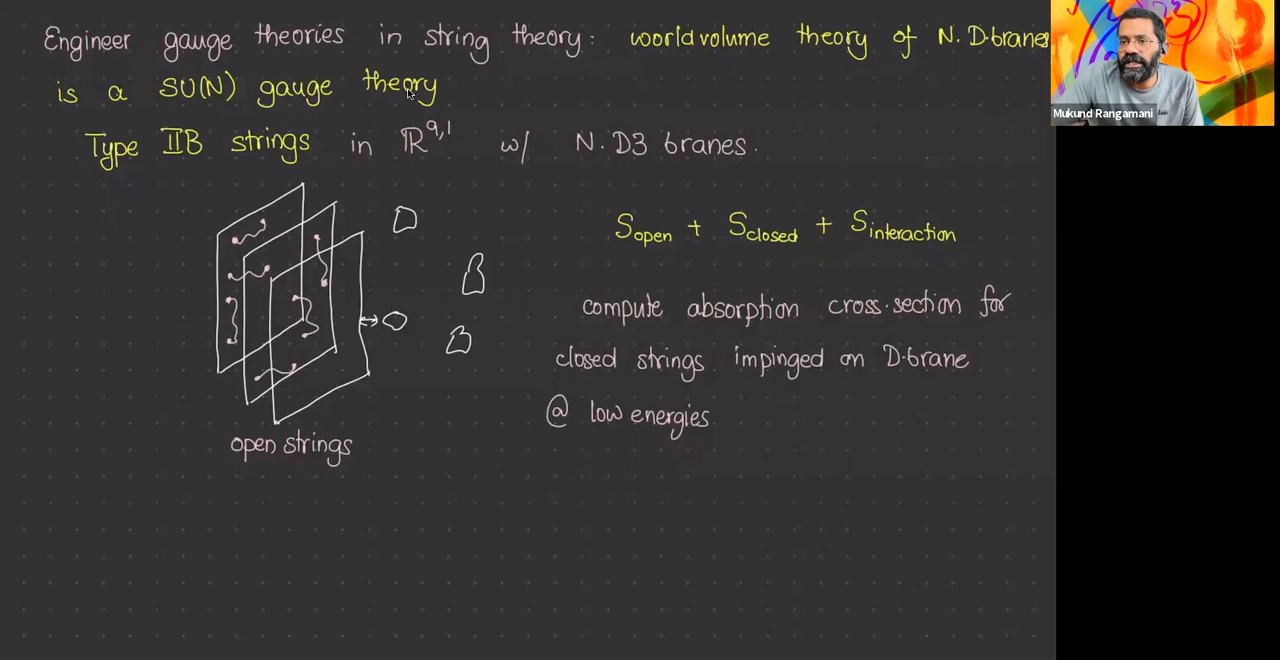 Engineer gauge theories in string theory: worldvolume theory of N. D-branes
is a SU(N) gauge theory
Type IIB strings in ℝ^{9,1} w/ N. D3 branes.
S_open + S_closed + S_interaction
compute absorption cross-section for
closed strings impinged on D-brane
@ low energies
open strings
Mukund Rangamani